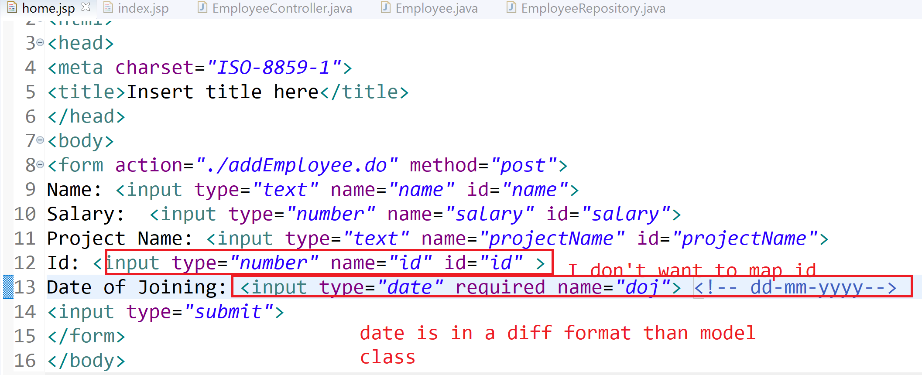 home.jsp index.jsp EmployeeController.java Employee.java EmployeeRepository.java
2 <html>
3 <head>
4 <meta charset="ISO-8859-1">
5 <title>Insert title here</title>
6 </head>
7 <body>
8 <form action="./addEmployee.do" method="post">
9 Name: <input type="text" name="name" id="name">
10 Salary: <input type="number" name="salary" id="salary">
11 Project Name: <input type="text" name="projectName" id="projectName">
12 Id: <input type="number" name="id" id="id" >
I don't want to map id
13 Date of Joining: <input type="date" required name="doj"> <!-- dd-mm-yyyy-->
14 <input type="submit">
date is in a diff format than model
15 </form>
class
16 </body>